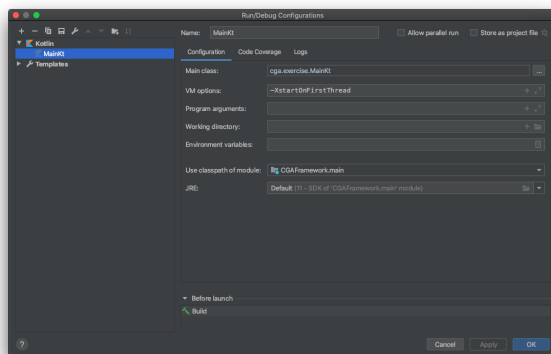 Run/Debug Configurations
Name: MainKt Allow parallel run Store as project file
Kotlin
MainKt
Templates
Configuration Code Coverage Logs
Main class: cga.exercise.MainKt ...
VM options: -XstartOnFirstThread
Program arguments:
Working directory:
Environment variables:
Use classpath of module: CGAFramework.main
JRE: Default (11 - SDK of 'CGAFramework.main' module)
Before launch
Build
? Cancel Apply OK